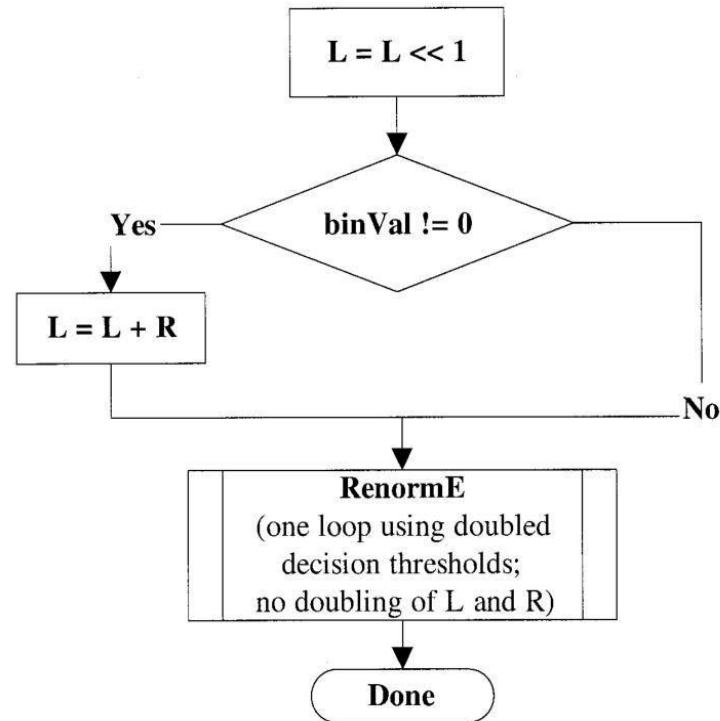 L = L << 1
binVal != 0
Yes
L = L + R
No
RenormE
(one loop using doubled
decision thresholds;
no doubling of L and R)
Done